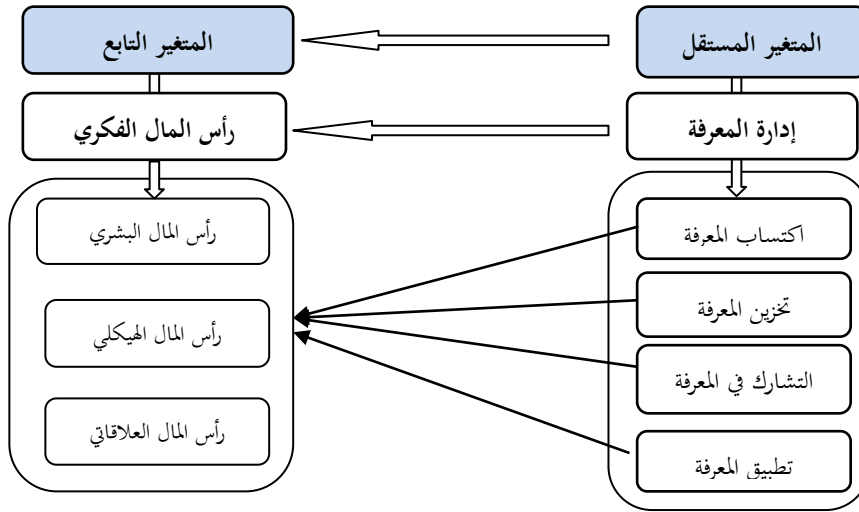 المتغير المستقل
المتغير التابع
إدارة المعرفة
رأس المال الفكري
اكتساب المعرفة
تخزين المعرفة
التشارك في المعرفة
تطبيق المعرفة
رأس المال البشري
رأس المال الهيكلي
رأس المال العلاقاتي